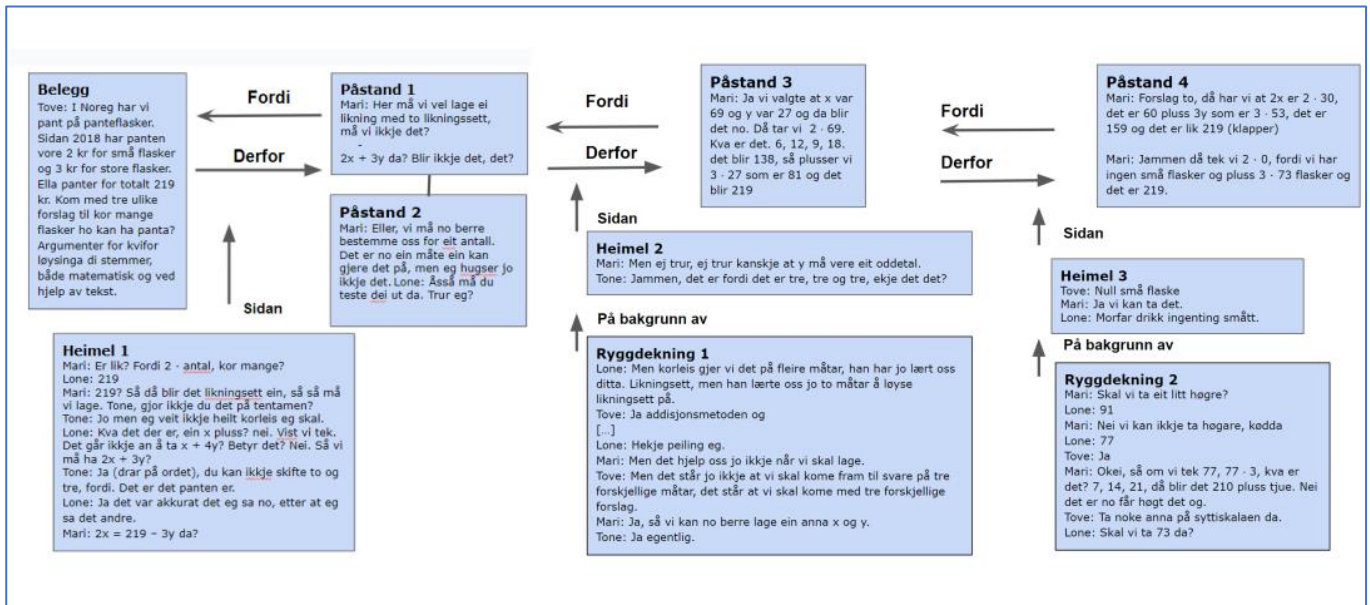 Belegg
Tove: I Noreg har vi
pant på panteflasker.
Sidan 2018 har panten
vore 2 kr for små flasker
og 3 kr for store flasker.
Ella panter for totalt 219
kr. Kom med tre ulike
forslag til kor mange
flasker ho kan ha panta?
Argumenter for kvifor
løysinga di stemmer,
både matematisk og ved
hjelp av tekst.
Fordi
Derfor
Sidan
Heimel 1
Mari: Er lik? Fordi 2 · antal, kor mange?
Lone: 219
Mari: 219? Så då blir det likningsett ein, så så må
vi lage. Tone, gjor ikkje du det på tentamen?
Tone: Jo men eg veit ikkje heilt korleis eg skal.
Lone: Kva det der er, ein x pluss? nei. Vist vi tek.
Det går ikkje an å ta x + 4y? Betyr det? Nei. Så vi
må ha 2x + 3y?
Tone: Ja (drar på ordet), du kan ikkje skifte to og
tre, fordi. Det er det panten er.
Lone: Ja det var akkurat det eg sa no, etter at eg
sa det andre.
Mari: 2x = 219 – 3y da?
Påstand 1
Mari: Her må vi vel lage ei
likning med to likningssett,
må vi ikkje det?
-
2x + 3y da? Blir ikkje det, det?
Påstand 2
Mari: Eller, vi må no berre
bestemme oss for eit antall.
Det er no ein måte ein kan
gjere det på, men eg hugser jo
ikkje det. Lone: Åsså må du
teste dei ut da. Trur eg?
Fordi
Derfor
Sidan
Påstand 3
Mari: Ja vi valgte at x var
69 og y var 27 og da blir
det no. Då tar vi 2 · 69.
Kva er det. 6, 12, 9, 18.
det blir 138, så plusser vi
3 · 27 som er 81 og det
blir 219
Heimel 2
Mari: Men ej trur, ej trur kanskje at y må vere eit oddetal.
Tone: Jammen, det er fordi det er tre, tre og tre, ekje det det?
På bakgrunn av
Ryggdekning 1
Lone: Men korleis gjer vi det på fleire måtar, han har jo lært oss
ditta. Likningsett, men han lærte oss jo to måtar å løyse
likningsett på.
Tove: Ja addisjonsmetoden og
[...]
Lone: Hekje peiling eg.
Mari: Men det hjelp oss jo ikkje når vi skal lage.
Tove: Men det står jo ikkje at vi skal kome fram til svare på tre
forskjellige måtar, det står at vi skal kome med tre forskjellige
forslag.
Mari: Ja, så vi kan no berre lage ein anna x og y.
Tone: Ja egentlig.
Fordi
Derfor
Sidan
Påstand 4
Mari: Forslag to, då har vi at 2x er 2 · 30,
det er 60 pluss 3y som er 3 · 53, det er
159 og det er lik 219 (klapper)
Mari: Jammen då tek vi 2 · 0, fordi vi har
ingen små flasker og pluss 3 · 73 flasker og
det er 219.
Heimel 3
Tove: Null små flaske
Mari: Ja vi kan ta det.
Lone: Morfar drikk ingenting smått.
På bakgrunn av
Ryggdekning 2
Mari: Skal vi ta eit litt høgre?
Lone: 91
Mari: Nei vi kan ikkje ta høgare, kødda
Lone: 77
Tove: Ja
Mari: Okei, så om vi tek 77, 77 · 3, kva er
det? 7, 14, 21, då blir det 210 pluss tjue. Nei
det er no får høgt det og.
Tove: Ta noke anna på syttiskalaen da.
Lone: Skal vi ta 73 da?